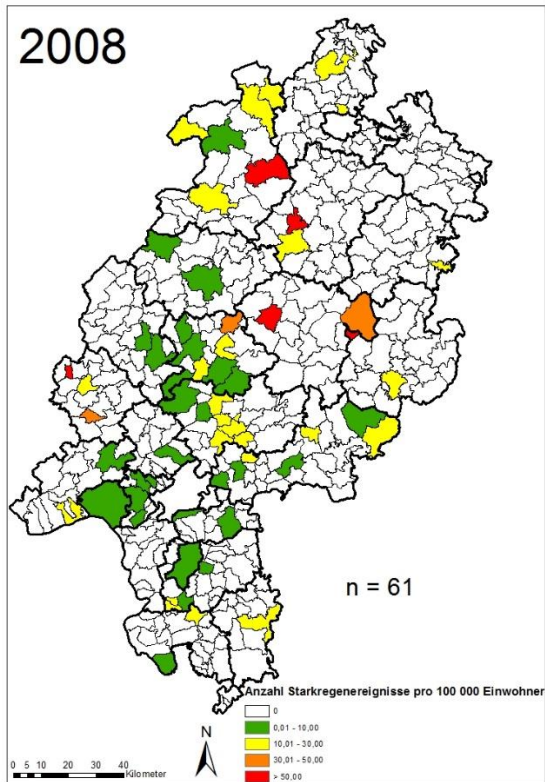 2008
n = 61
Anzahl Starkregenereignisse pro 100 000 Einwohner
0
0,01 - 10,00
10,01 - 30,00
30,01 - 50,00
> 50,00
N
0 5 10 20 30 40
Kilometer